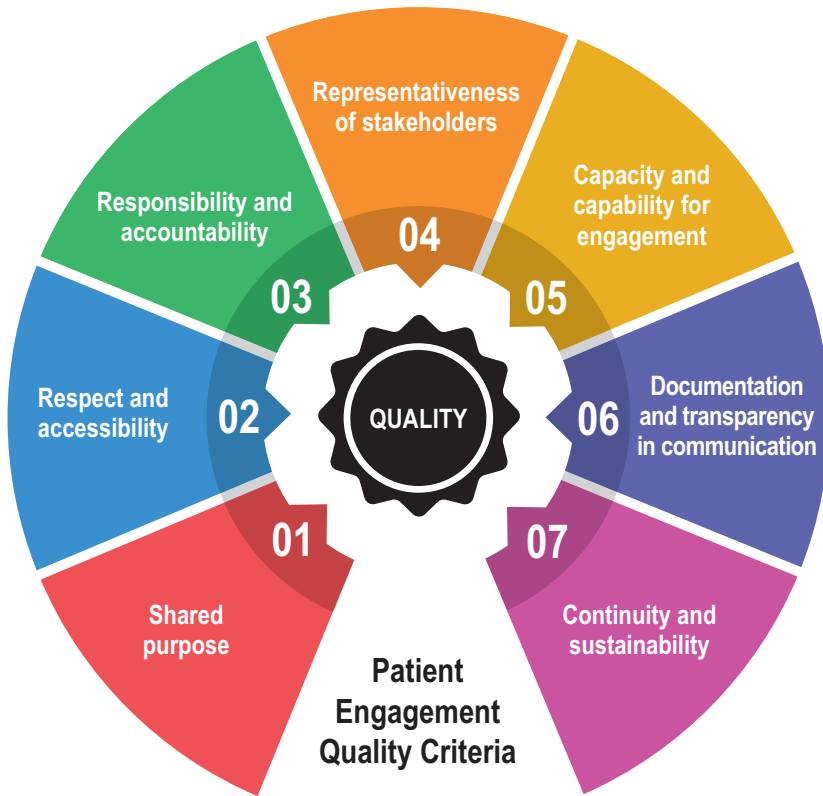 01
Shared
purpose
02
Respect and
accessibility
03
Responsibility and
accountability
04
Representativeness
of stakeholders
05
Capacity and
capability for
engagement
06
Documentation
and transparency
in communication
07
Continuity and
sustainability
QUALITY
Patient
Engagement
Quality Criteria